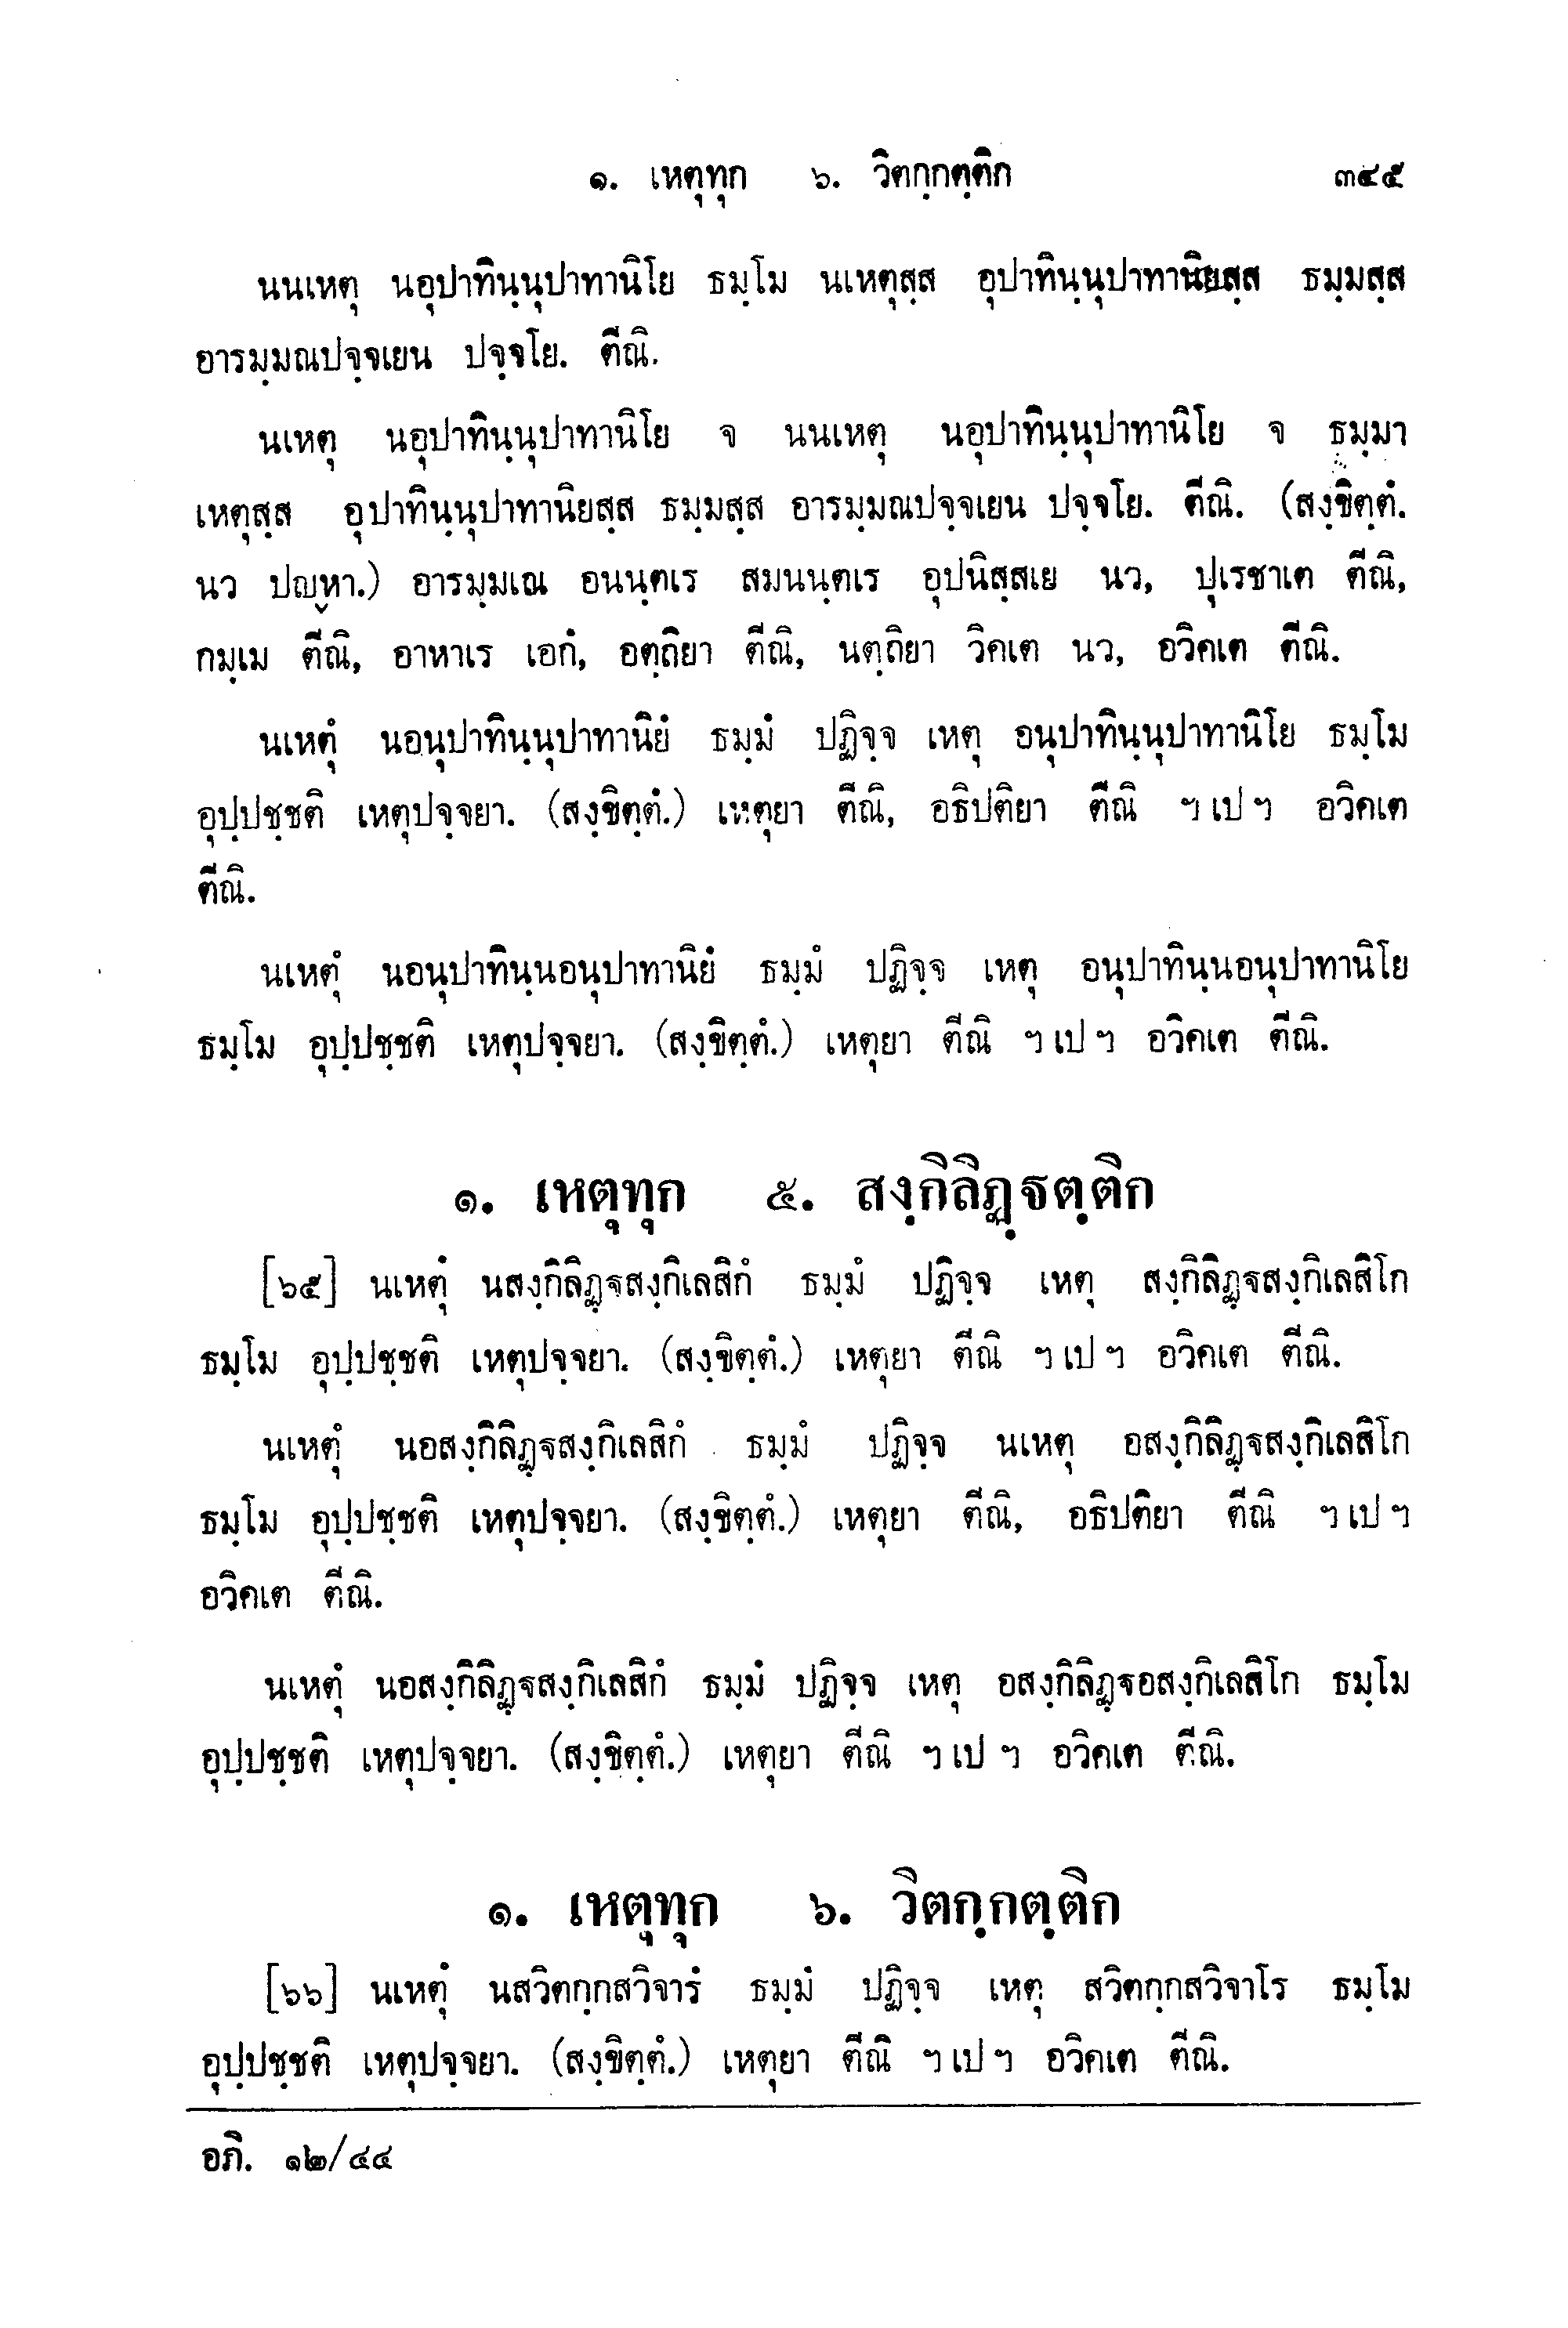 ๑. เหตุทุก ๖. วิตกฺกตฺติก ๓๔๕
นนเหตุ นอุปาทินฺนุปาทานิโย ธมฺโม นเหตุสฺส อุปาทินฺนุปาทานิยสฺส ธมฺมสฺส
อารมฺมณปจฺจเยน ปจฺจโย. ตีณิ.
นเหตุ นอุปาทินฺนุปาทานิโย จ นนเหตุ นอุปาทินฺนุปาทานิโย จ ธมฺมา
เหตุสฺส อุปาทินฺนุปาทานิยสฺส ธมฺมสฺส อารมฺมณปจฺจเยน ปจฺจโย. ตีณิ. (สงฺขิตฺตํ.
นว ปญฺหา.) อารมฺมเณ อนนฺตเร สมนนฺตเร อุปนิสฺสเย นว, ปุเรชาเต ตีณิ,
กมฺเม ตีณิ, อาหาเร เอกํ, อตฺถิยา ตีณิ, นตฺถิยา วิคเต นว, อวิคเต ตีณิ.
นเหตุํ นอนุปาทินฺนุปาทานิยํ ธมฺมํ ปฏิจฺจ เหตุ อนุปาทินฺนุปาทานิโย ธมฺโม
อุปฺปชฺชติ เหตุปจฺจยา. (สงฺขิตฺตํ.) เหตุยา ตีณิ, อธิปติยา ตีณิ ฯ เป ฯ อวิคเต
ตีณิ.
นเหตุํ นอนุปาทินฺนอนุปาทานิยํ ธมฺมํ ปฏิจฺจ เหตุ อนุปาทินฺนอนุปาทานิโย
ธมฺโม อุปฺปชฺชติ เหตุปจฺจยา. (สงฺขิตฺตํ.) เหตุยา ตีณิ ฯ เป ฯ อวิคเต ตีณิ.
๑. เหตุทุก ๕. สงฺกิลิฏฺฐตฺติก
[๖๕] นเหตุํ นสงฺกิลิฏฺฐสงฺกิเลสิกํ ธมฺมํ ปฏิจฺจ เหตุ สงฺกิลิฏฺฐสงฺกิเลสิโก
ธมฺโม อุปฺปชฺชติ เหตุปจฺจยา. (สงฺขิตฺตํ.) เหตุยา ตีณิ ฯ เป ฯ อวิคเต ตีณิ.
นเหตุํ นอสงฺกิลิฏฺฐสงฺกิเลสิกํ ธมฺมํ ปฏิจฺจ นเหตุ อสงฺกิลิฏฺฐสงฺกิเลสิโก
ธมฺโม อุปฺปชฺชติ เหตุปจฺจยา. (สงฺขิตฺตํ.) เหตุยา ตีณิ, อธิปติยา ตีณิ ฯ เป ฯ
อวิคเต ตีณิ.
นเหตุํ นอสงฺกิลิฏฺฐสงฺกิเลสิกํ ธมฺมํ ปฏิจฺจ เหตุ อสงฺกิลิฏฺฐอสงฺกิเลสิโก ธมฺโม
อุปฺปชฺชติ เหตุปจฺจยา. (สงฺขิตฺตํ.) เหตุยา ตีณิ ฯ เป ฯ อวิคเต ตีณิ.
๑. เหตุทุก ๖. วิตกฺกตฺติก
[๖๖] นเหตุํ นสวิตกฺกสวิจารํ ธมฺมํ ปฏิจฺจ เหตุ สวิตกฺกสวิจาโร ธมฺโม
อุปฺปชฺชติ เหตุปจฺจยา. (สงฺขิตฺตํ.) เหตุยา ตีณิ ฯ เป ฯ อวิคเต ตีณิ.
อภิ. ๑๒/๔๔